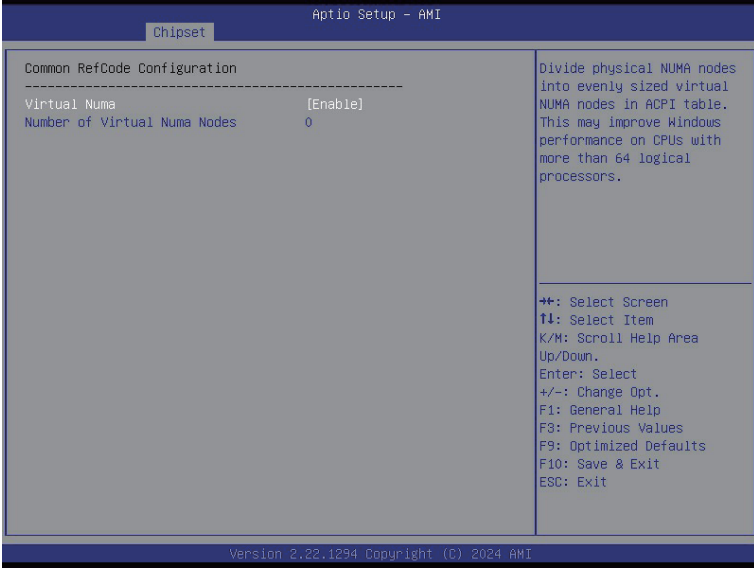 Aptio Setup - AMI
Chipset
Common RefCode Configuration
--------------------------------------------------
Virtual Numa [Enable]
Number of Virtual Numa Nodes 0
Divide physical NUMA nodes
into evenly sized virtual
NUMA nodes in ACPI table.
This may improve Windows
performance on CPUs with
more than 64 logical
processors.
→←: Select Screen
↑↓: Select Item
K/M: Scroll Help Area
Up/Down.
Enter: Select
+/-: Change Opt.
F1: General Help
F3: Previous Values
F9: Optimized Defaults
F10: Save & Exit
ESC: Exit
Version 2.22.1294 Copyright (C) 2024 AMI